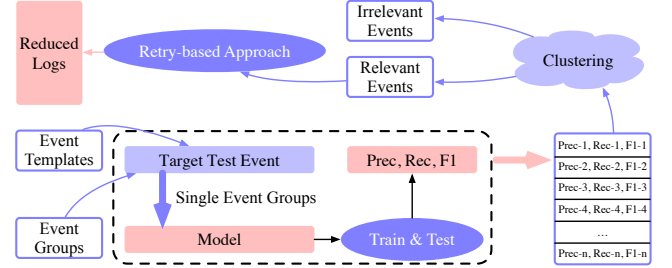 Reduced
Logs
Retry-based Approach
Irrelevant
Events
Relevant
Events
Clustering
Event
Templates
Event
Groups
Target Test Event
Single Event Groups
Model
Prec, Rec, F1
Train & Test
Prec-1, Rec-1, F1-1
Prec-2, Rec-2, F1-2
Prec-3, Rec-3, F1-3
Prec-4, Rec-4, F1-4
...
Prec-n, Rec-n, F1-n